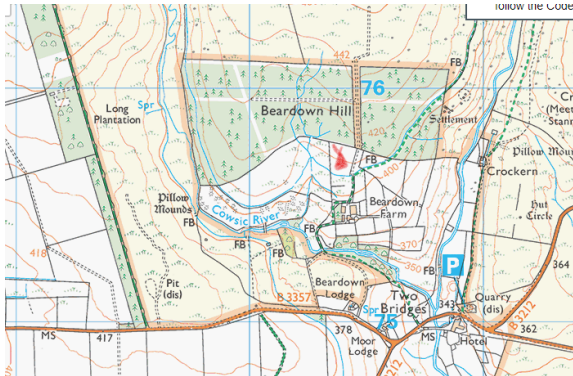 follow the Code
442
FB
76
Long
Plantation
Spr
Beardown Hill
420
Settlement
FB
400
Pillow
Crockern
Pillow
Mounds
FB
Cowsic River
Beardown
Farm
Hut
Circle
FB
FB
370
418
FB
350
FB
P
364
Pit
(dis)
Beardown
Lodge
B 3357
Two
Bridges
Spr
75
343
Quarry
(dis)
B 3212
MS
417
378
Moor
Lodge
MS
Hotel
362